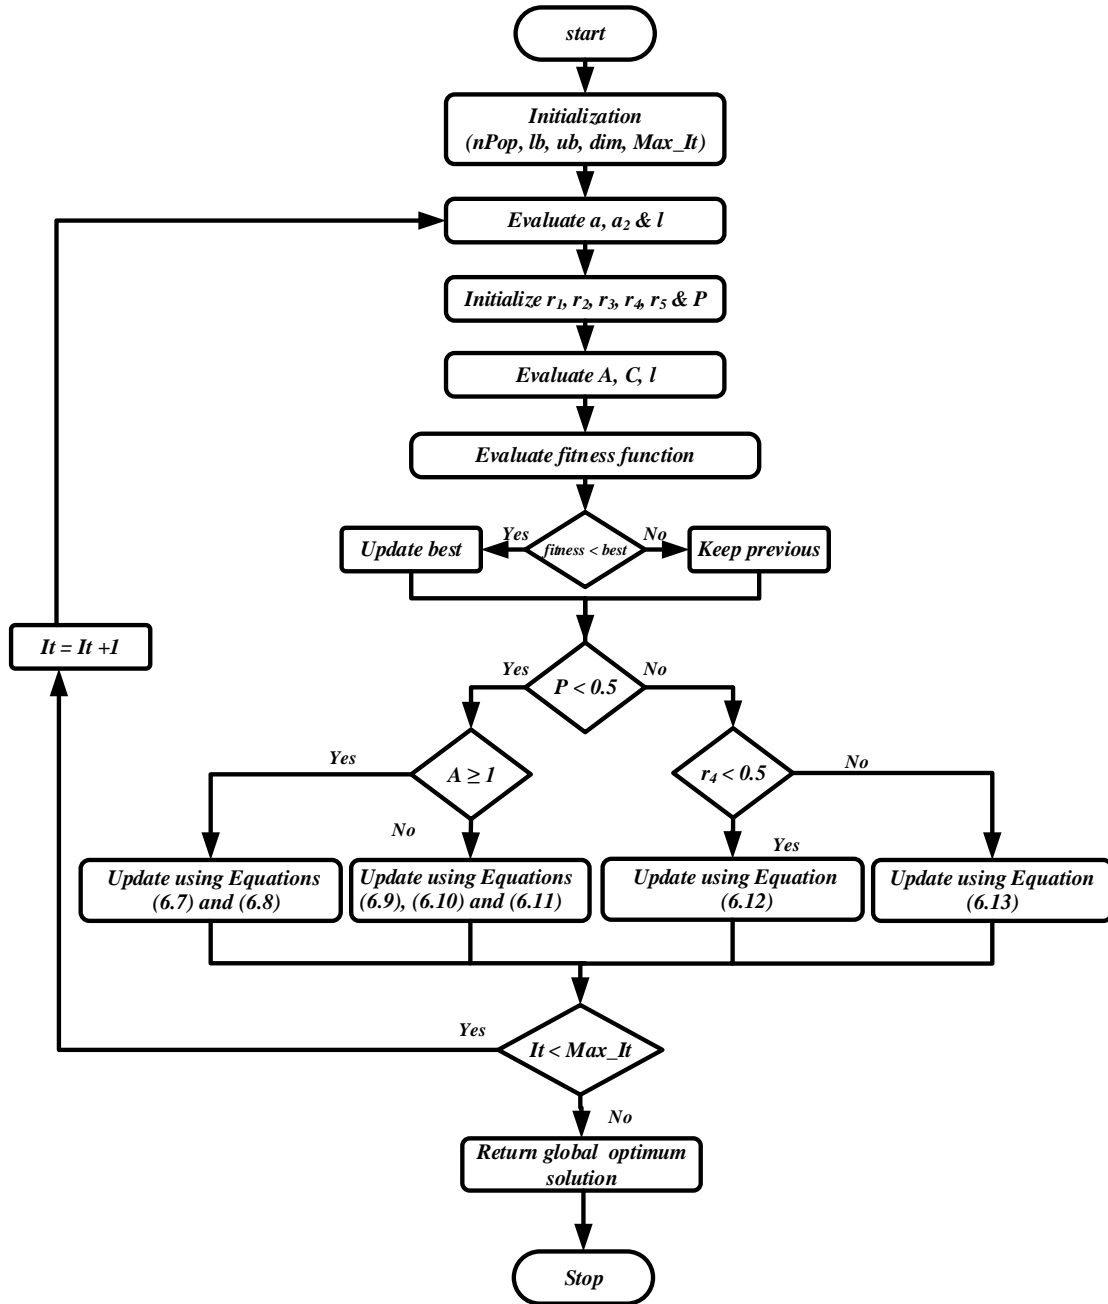 start
Initialization
(nPop, lb, ub, dim, Max_It)
Evaluate a, a₂ & l
Initialize r₁, r₂, r₃, r₄, r₅ & P
Evaluate A, C, l
Evaluate fitness function
Yes
No
Update best
fitness < best
Keep previous
It = It +1
Yes
No
P < 0.5
Yes
A ≥ 1
r₄ < 0.5
No
No
Yes
Update using Equations
(6.7) and (6.8)
Update using Equations
(6.9), (6.10) and (6.11)
Update using Equation
(6.12)
Update using Equation
(6.13)
Yes
It < Max_It
No
Return global optimum
solution
Stop